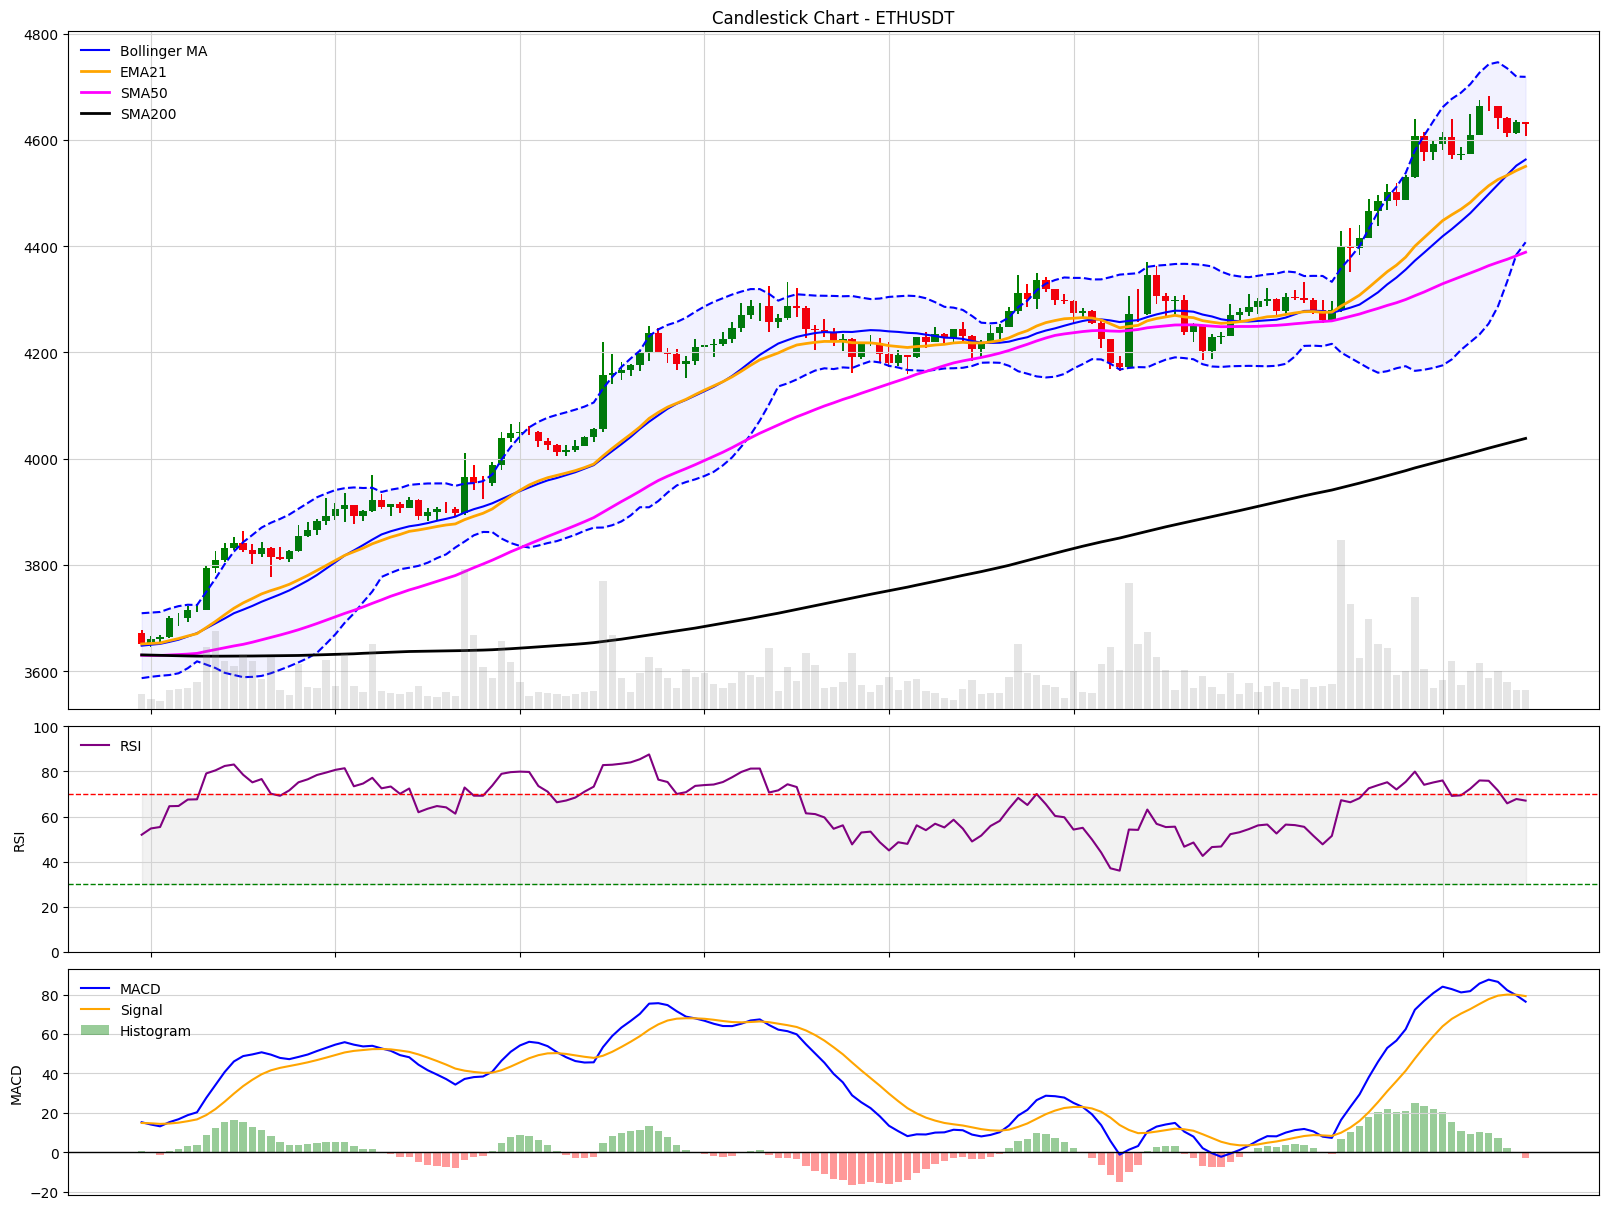 Candlestick Chart - ETHUSDT
4800
4600
4400
4200
4000
3800
3600
Bollinger MA
EMA21
SMA50
SMA200
100
80
60
40
20
0
RSI
RSI
80
60
40
20
0
−20
MACD
MACD
Signal
Histogram